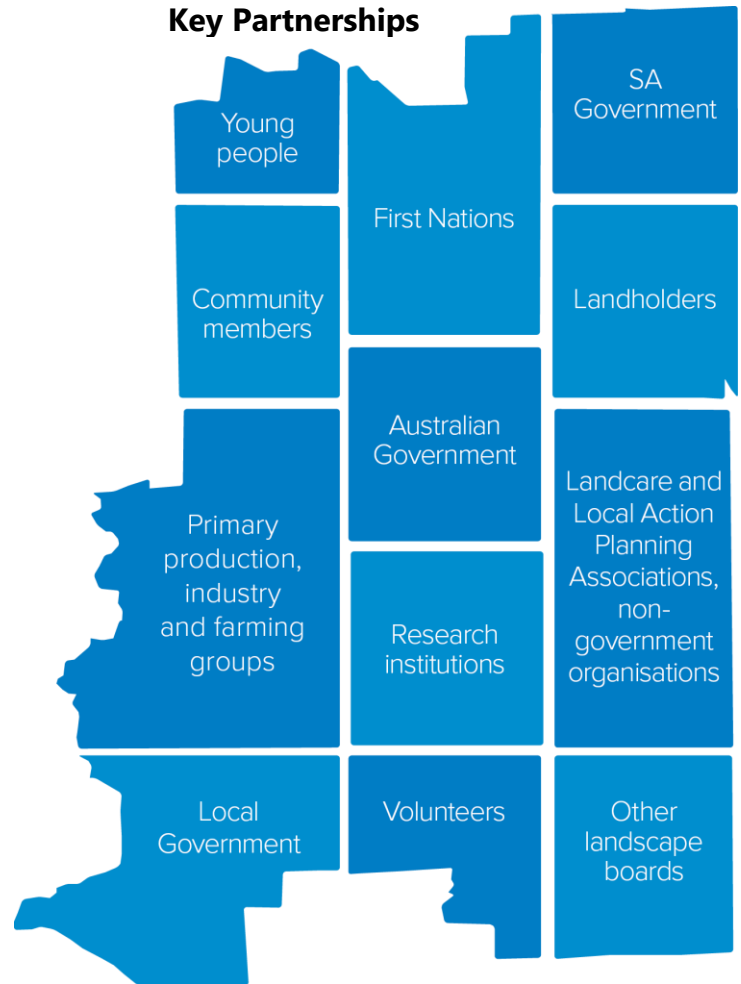 Key Partnerships
Young
people
First Nations
SA
Government
Community
members
Landholders
Australian
Government
Primary
production,
industry
and farming
groups
Landcare and
Local Action
Planning
Associations,
non-
government
organisations
Research
institutions
Local
Government
Volunteers
Other
landscape
boards